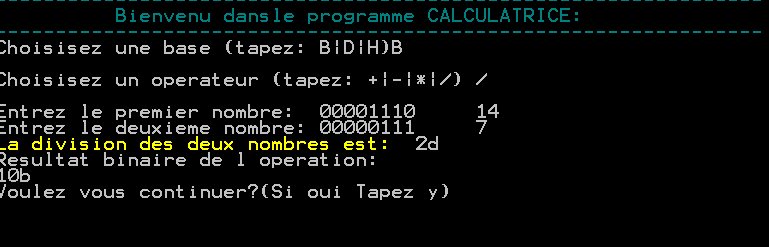 Bienvenu dansle programme CALCULATRICE:
Choisisez une base (tapez: B|D|H)B
Choisisez un operateur (tapez: +|-|*|/) /
Entrez le premier nombre: 00001110 14
Entrez le deuxieme nombre: 00000111 7
La division des deux nombres est: 2d
Resultat binaire de l operation:
10b
Voulez vous continuer?(Si oui Tapez y)